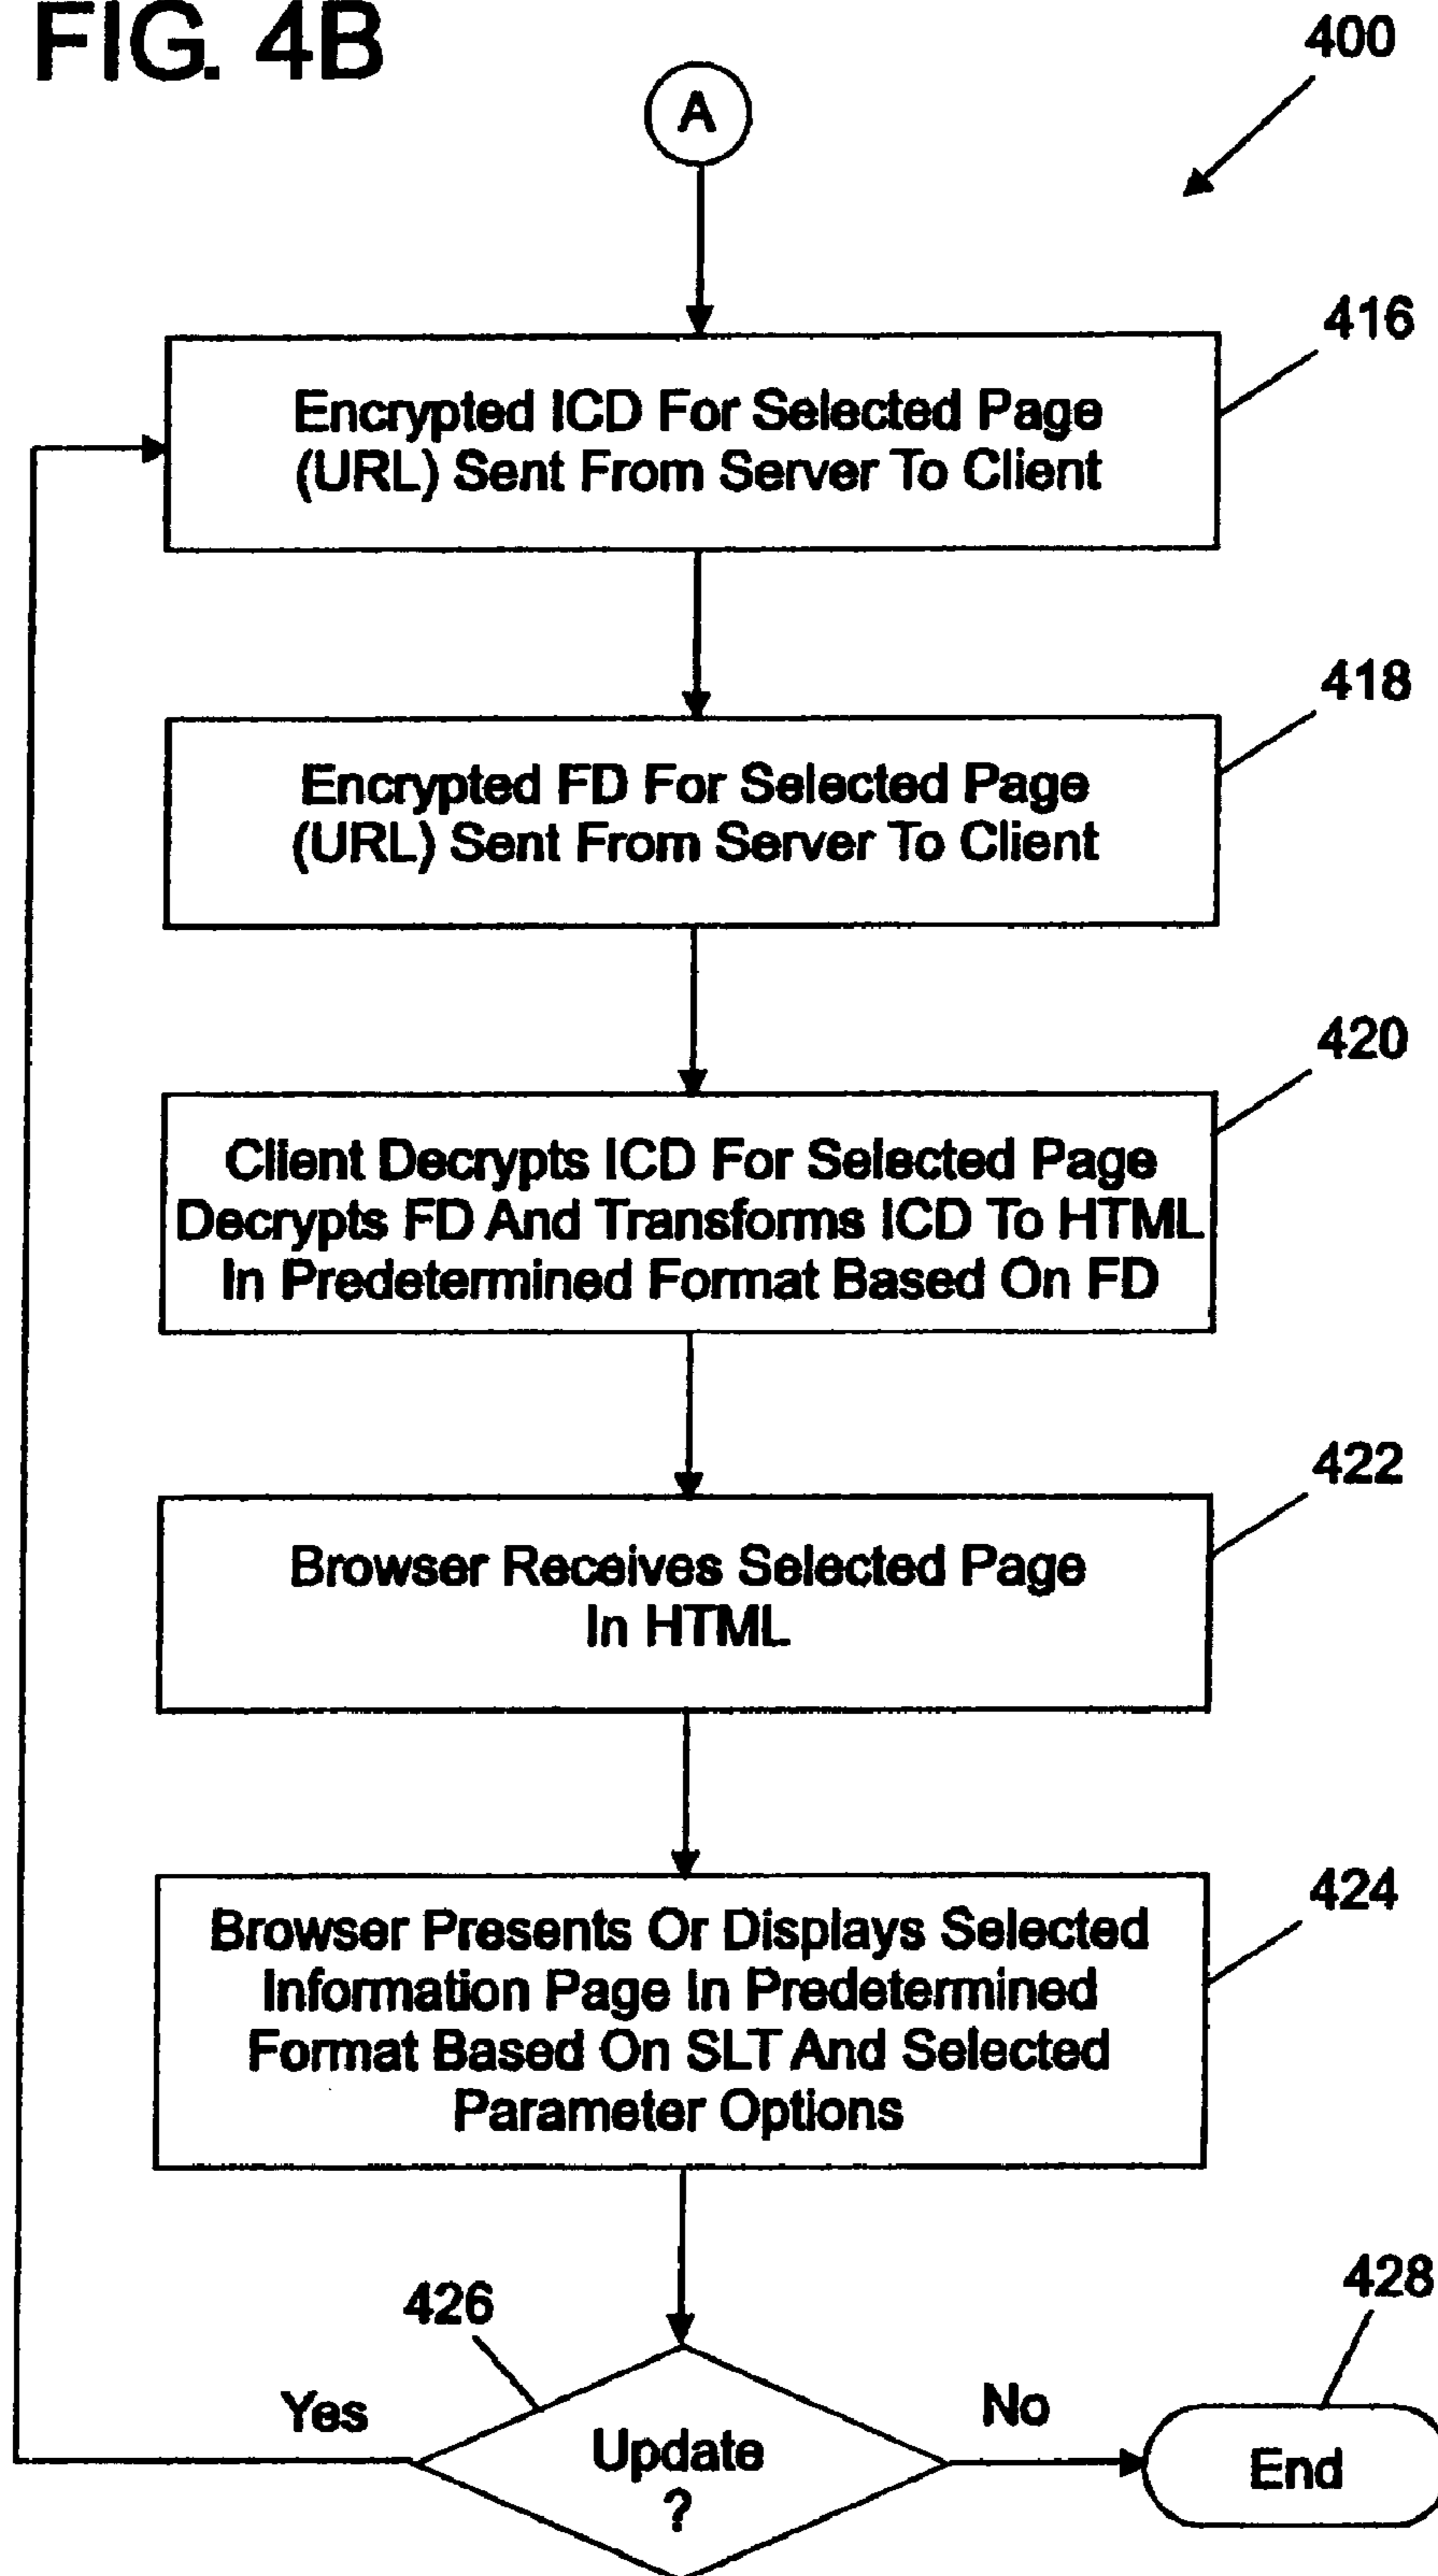 FIG. 4B
400
A
416
Encrypted ICD For Selected Page
(URL) Sent From Server To Client
418
Encrypted FD For Selected Page
(URL) Sent From Server To Client
420
Client Decrypts ICD For Selected Page
Decrypts FD And Transforms ICD To HTML
In Predetermined Format Based On FD
422
Browser Receives Selected Page
In HTML
424
Browser Presents Or Displays Selected
Information Page In Predetermined
Format Based On SLT And Selected
Parameter Options
426
428
Yes
No
Update
?
End